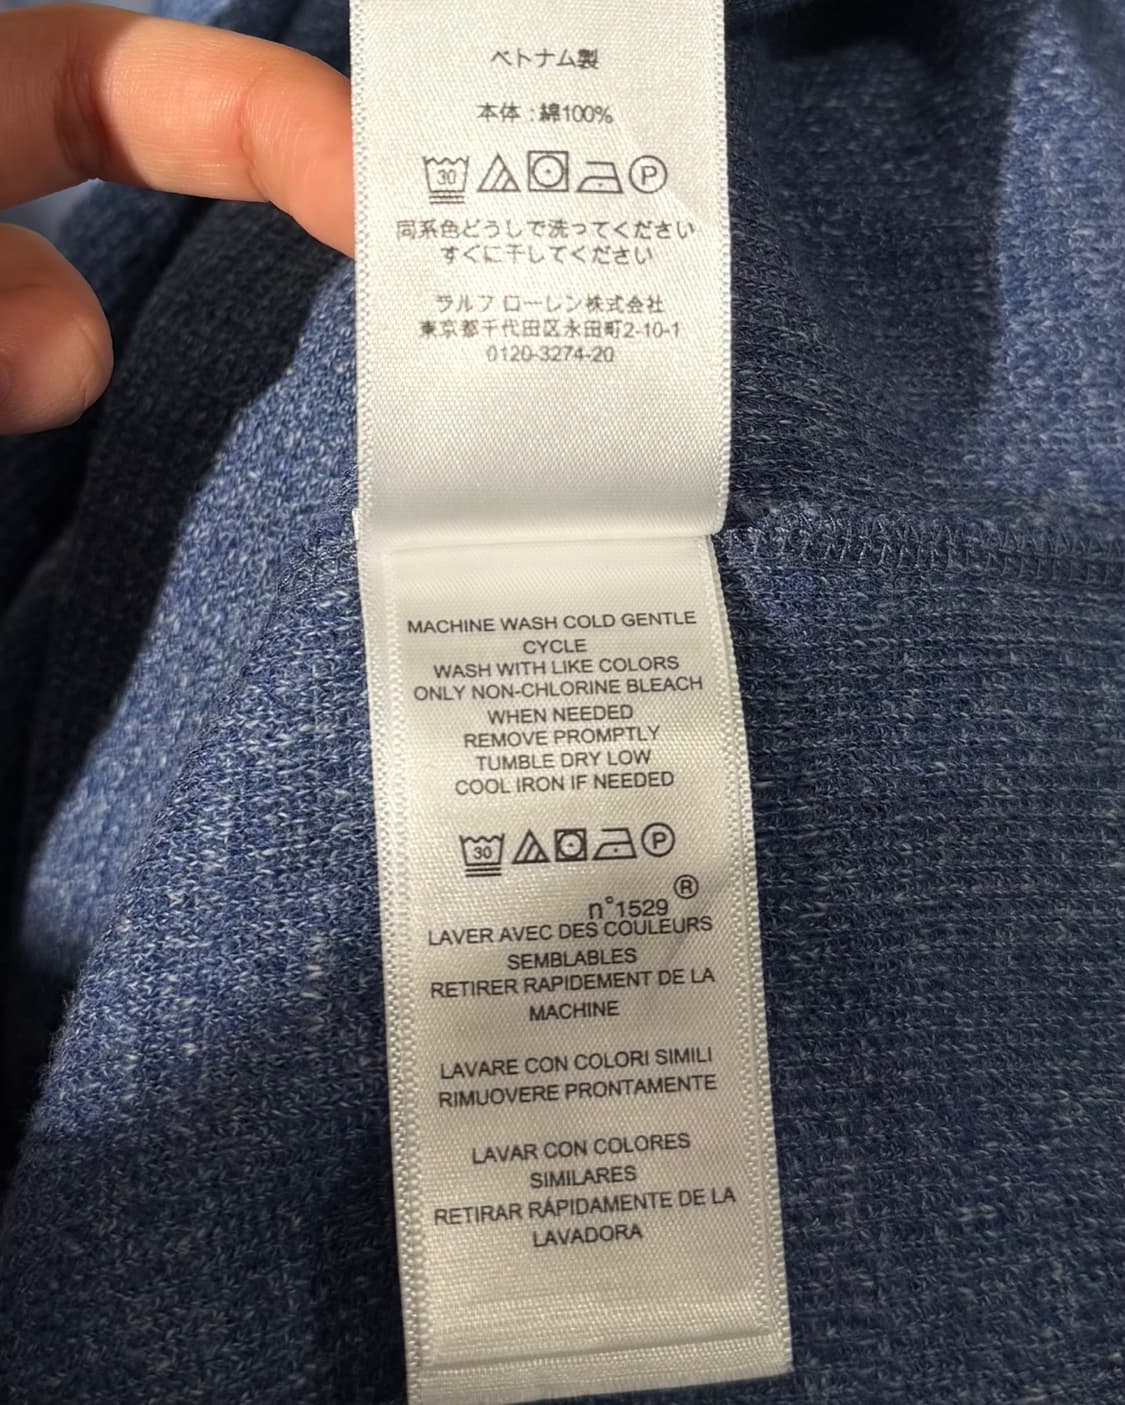 ベトナム製
本体 : 綿100%
30 P
同系色どうしで洗ってください
すぐに干してください
ラルフ ローレン株式会社
東京都千代田区永田町2-10-1
0120-3274-20
MACHINE WASH COLD GENTLE
CYCLE
WASH WITH LIKE COLORS
ONLY NON-CHLORINE BLEACH
WHEN NEEDED
REMOVE PROMPTLY
TUMBLE DRY LOW
COOL IRON IF NEEDED
30 P
®
n°1529
LAVER AVEC DES COULEURS
SEMBLABLES
RETIRER RAPIDEMENT DE LA
MACHINE
LAVARE CON COLORI SIMILI
RIMUOVERE PRONTAMENTE
LAVAR CON COLORES
SIMILARES
RETIRAR RÁPIDAMENTE DE LA
LAVADORA